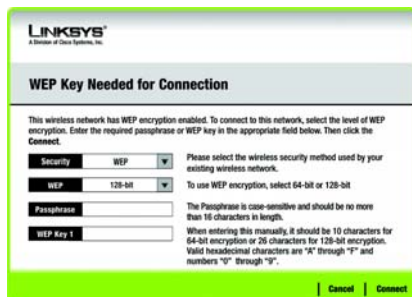 LINKSYS®
A Division of Cisco Systems, Inc.
WEP Key Needed for Connection
This wireless network has WEP encryption enabled. To connect to this network, select the level of WEP
encryption. Enter the required passphrase or WEP key in the appropriate field below. Then click the
Connect.
Security WEP Please select the wireless security method used by your
existing wireless network.
WEP 128-bit To use WEP encryption, select 64-bit or 128-bit
Passphrase The Passphrase is case-sensitive and should be no more
than 16 characters in length.
WEP Key 1 When entering this manually, it should be 10 characters for
64-bit encryption or 26 characters for 128-bit encryption.
Valid hexadecimal characters are "A" through "F" and
numbers "0" through "9".
Cancel Connect